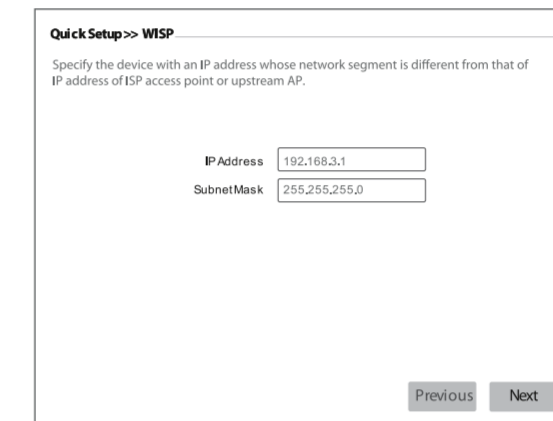 Quick Setup>> WISP
Specify the device with an IP address whose network segment is different from that of
IP address of ISP access point or upstream AP.
IP Address 192.168.3.1
Subnet Mask 255.255.255.0
Previous Next